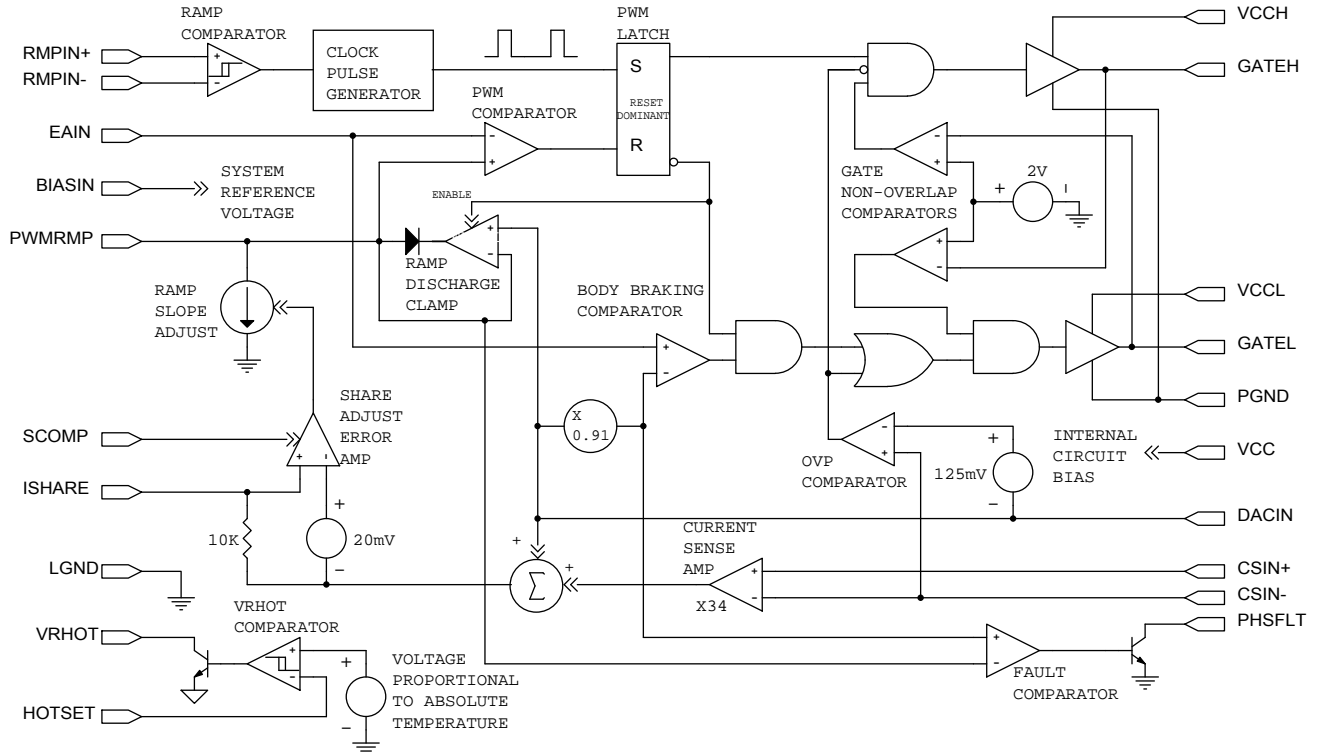 RAMP
COMPARATOR
RMPIN+
RMPIN-
+
-
CLOCK
PULSE
GENERATOR
PWM
LATCH
S
RESET
DOMINANT
R
VCCH
GATEH
PWM
COMPARATOR
EAIN
-
+
BIASIN
SYSTEM
REFERENCE
VOLTAGE
ENABLE
GATE
NON-OVERLAP
COMPARATORS
-
+
2V
+
-
PWMRMP
+
-
RAMP
DISCHARGE
CLAMP
+
-
RAMP
SLOPE
ADJUST
BODY BRAKING
COMPARATOR
+
-
VCCL
GATEL
PGND
SHARE
ADJUST
ERROR
AMP
SCOMP
+
-
X
0.91
OVP
COMPARATOR
-
+
+
125mV
-
INTERNAL
CIRCUIT
BIAS
VCC
ISHARE
10K
+
20mV
-
DACIN
CURRENT
SENSE
AMP
+
+
Σ
X34
+
-
CSIN+
CSIN-
LGND
PHSFLT
VRHOT
COMPARATOR
VRHOT
+
-
+
-
VOLTAGE
PROPORTIONAL
TO ABSOLUTE
TEMPERATURE
HOTSET
+
-
FAULT
COMPARATOR